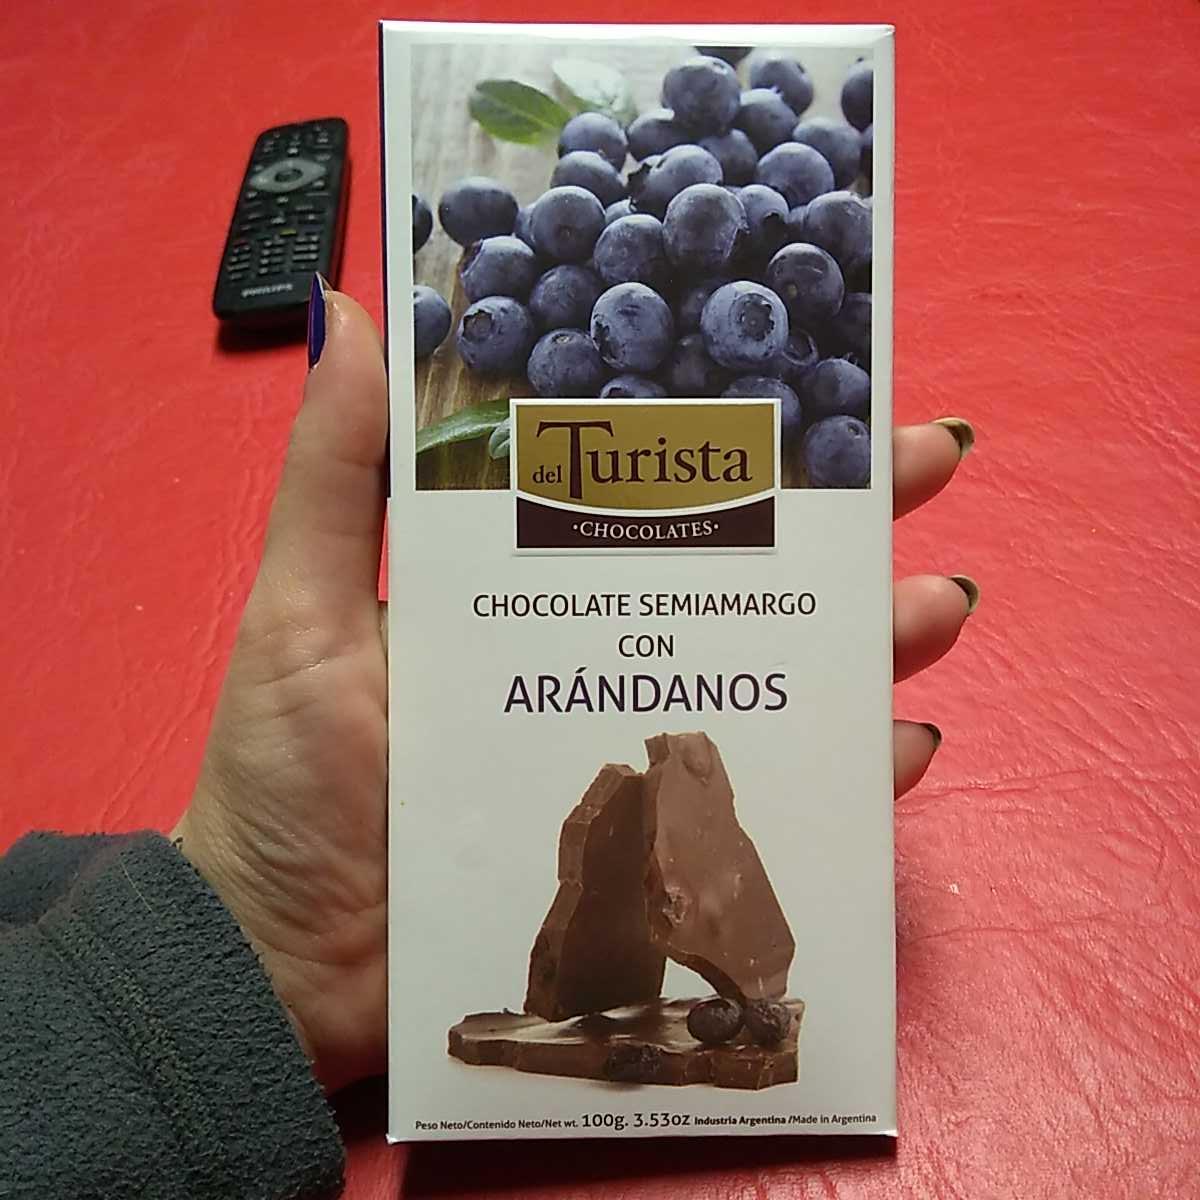 PHILIPS
del Turista
•CHOCOLATES•
CHOCOLATE SEMIAMARGO
CON
ARÁNDANOS
Peso Neto/Contenido Neto/Net wt. 100g. 3.53oz Industria Argentina /Made in Argentina